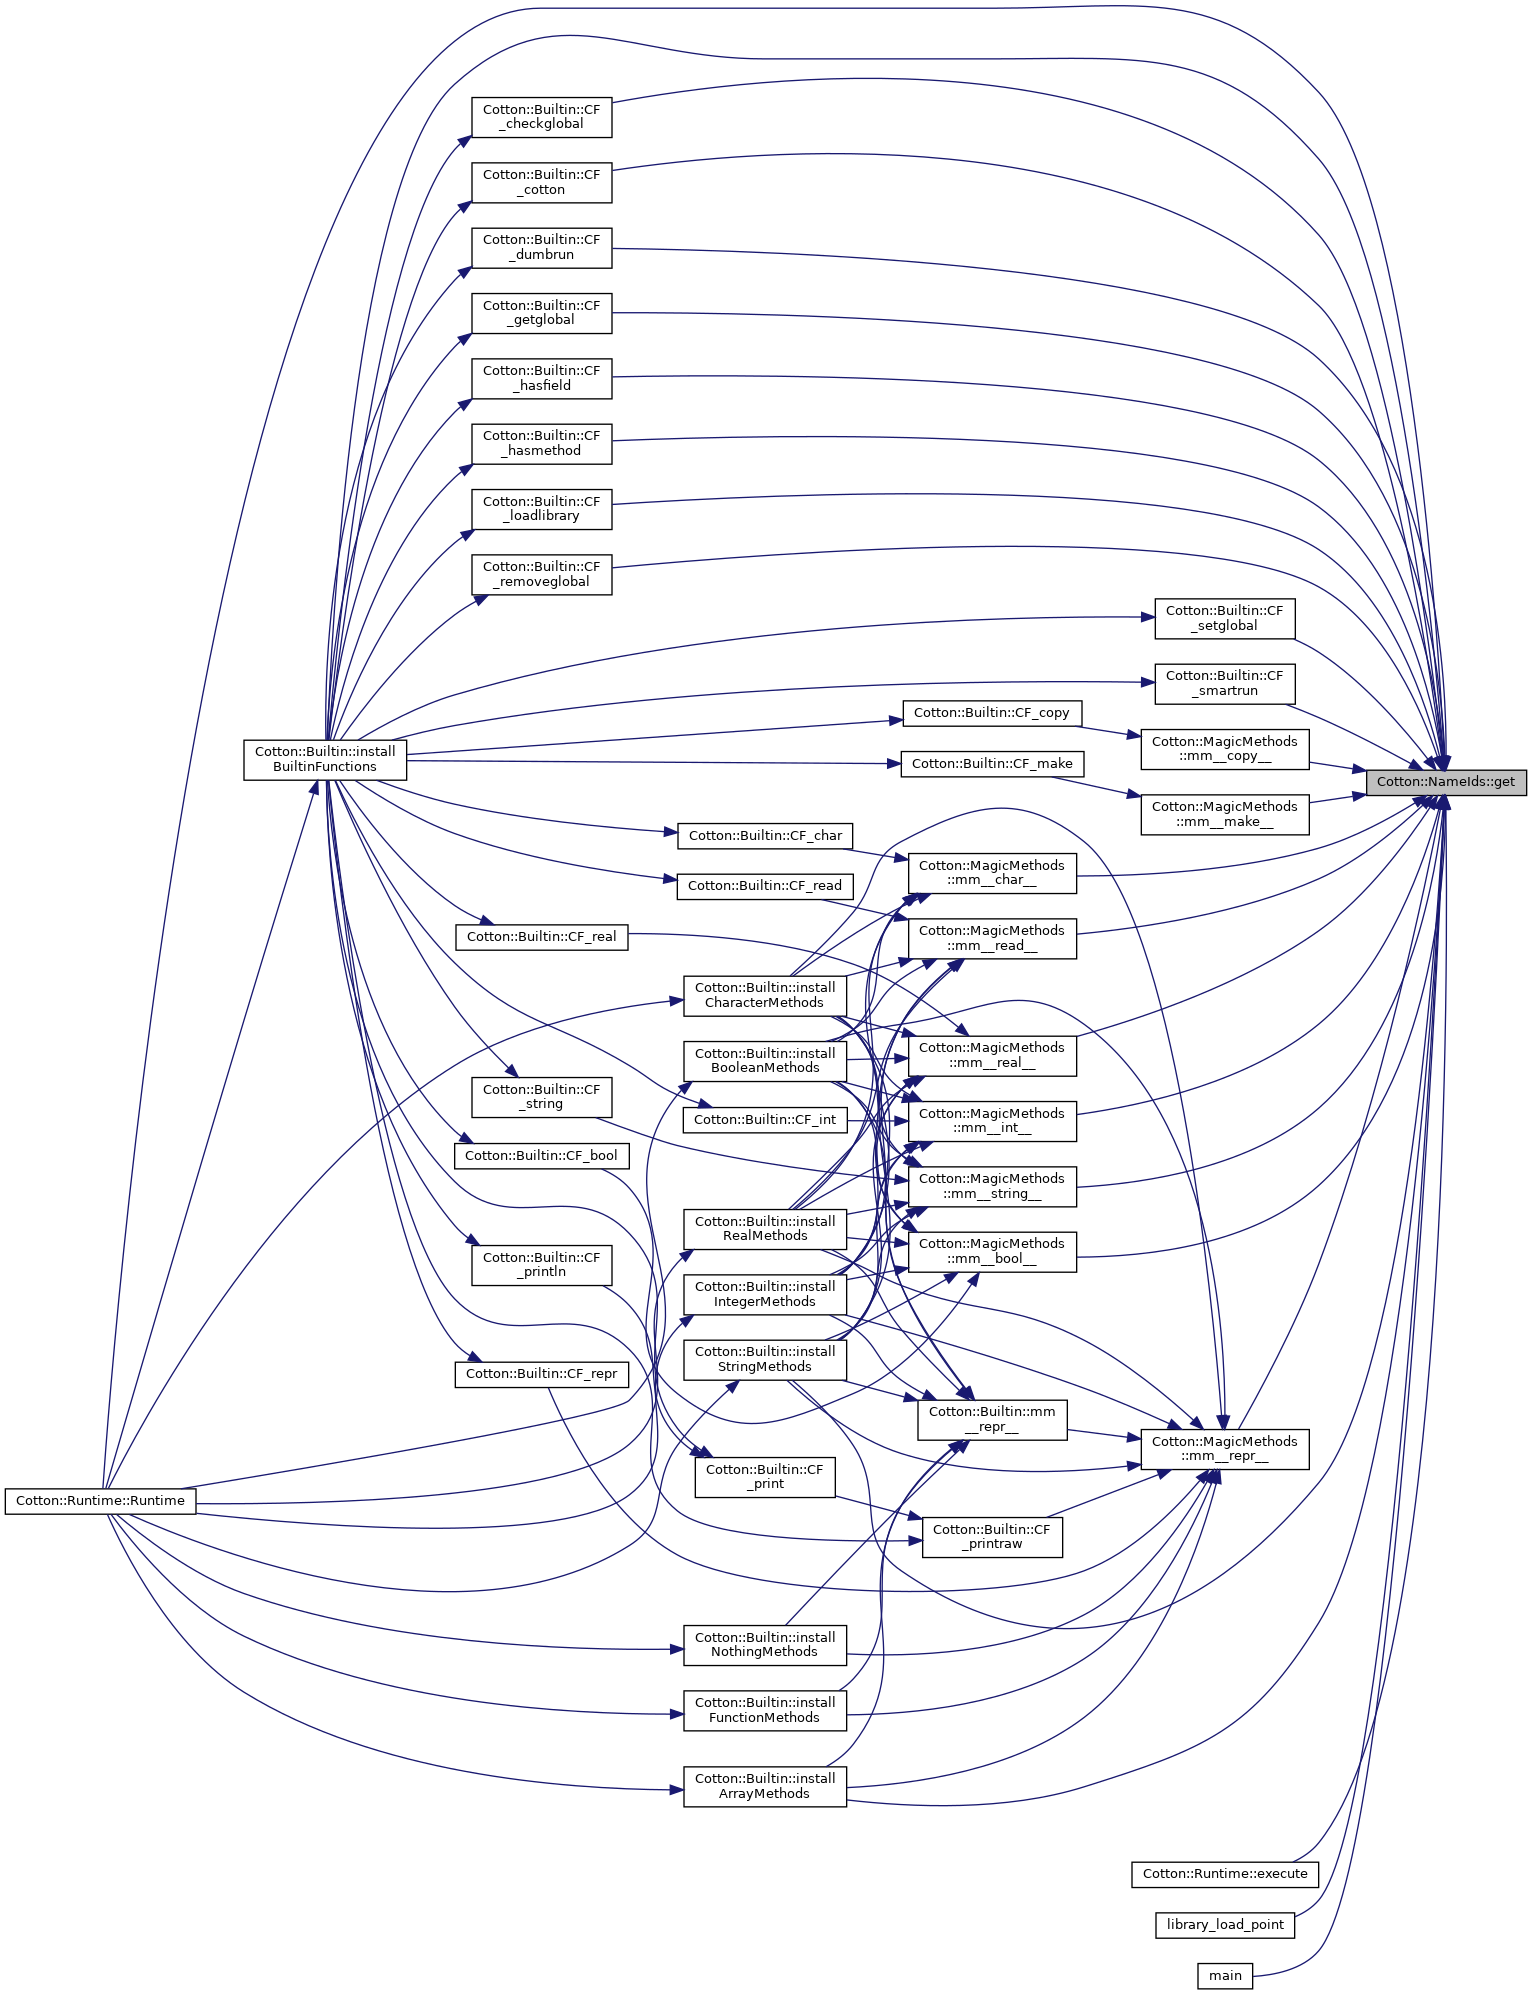 Cotton::Builtin::CF
_checkglobal
Cotton::Builtin::CF
_cotton
Cotton::Builtin::CF
_dumbrun
Cotton::Builtin::CF
_getglobal
Cotton::Builtin::CF
_hasfield
Cotton::Builtin::CF
_hasmethod
Cotton::Builtin::CF
_loadlibrary
Cotton::Builtin::CF
_removeglobal
Cotton::Builtin::CF
_setglobal
Cotton::Builtin::CF
_smartrun
Cotton::Builtin::CF_copy
Cotton::MagicMethods
::mm__copy__
Cotton::Builtin::install
BuiltinFunctions
Cotton::Builtin::CF_make
Cotton::NameIds::get
Cotton::MagicMethods
::mm__make__
Cotton::Builtin::CF_char
Cotton::MagicMethods
::mm__char__
Cotton::Builtin::CF_read
Cotton::MagicMethods
::mm__read__
Cotton::Builtin::CF_real
Cotton::Builtin::install
CharacterMethods
Cotton::Builtin::install
BooleanMethods
Cotton::MagicMethods
::mm__real__
Cotton::Builtin::CF
_string
Cotton::Builtin::CF_int
Cotton::MagicMethods
::mm__int__
Cotton::Builtin::CF_bool
Cotton::MagicMethods
::mm__string__
Cotton::Builtin::install
RealMethods
Cotton::MagicMethods
::mm__bool__
Cotton::Builtin::CF
_println
Cotton::Builtin::install
IntegerMethods
Cotton::Builtin::install
StringMethods
Cotton::Builtin::CF_repr
Cotton::Builtin::mm
__repr__
Cotton::MagicMethods
::mm__repr__
Cotton::Builtin::CF
_print
Cotton::Runtime::Runtime
Cotton::Builtin::CF
_printraw
Cotton::Builtin::install
NothingMethods
Cotton::Builtin::install
FunctionMethods
Cotton::Builtin::install
ArrayMethods
Cotton::Runtime::execute
library_load_point
main